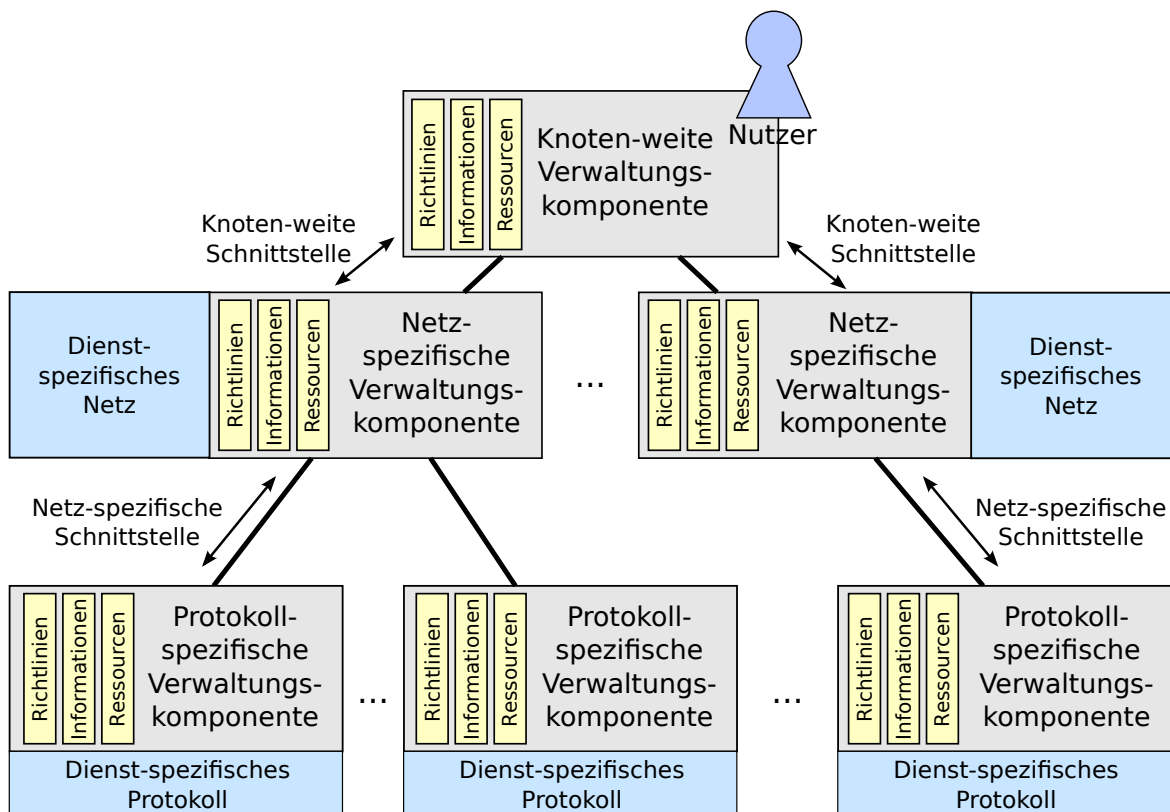 Nutzer
Richtlinien
Informationen
Ressourcen
Knoten-weite
Verwaltungs-
komponente
Knoten-weite
Schnittstelle
Knoten-weite
Schnittstelle
Dienst-
spezifisches
Netz
Richtlinien
Informationen
Ressourcen
Netz-
spezifische
Verwaltungs-
komponente
...
Richtlinien
Informationen
Ressourcen
Netz-
spezifische
Verwaltungs-
komponente
Dienst-
spezifisches
Netz
Netz-spezifische
Schnittstelle
Netz-spezifische
Schnittstelle
Richtlinien
Informationen
Ressourcen
Protokoll-
spezifische
Verwaltungs-
komponente
Dienst-spezifisches
Protokoll
...
Richtlinien
Informationen
Ressourcen
Protokoll-
spezifische
Verwaltungs-
komponente
Dienst-spezifisches
Protokoll
...
Richtlinien
Informationen
Ressourcen
Protokoll-
spezifische
Verwaltungs-
komponente
Dienst-spezifisches
Protokoll